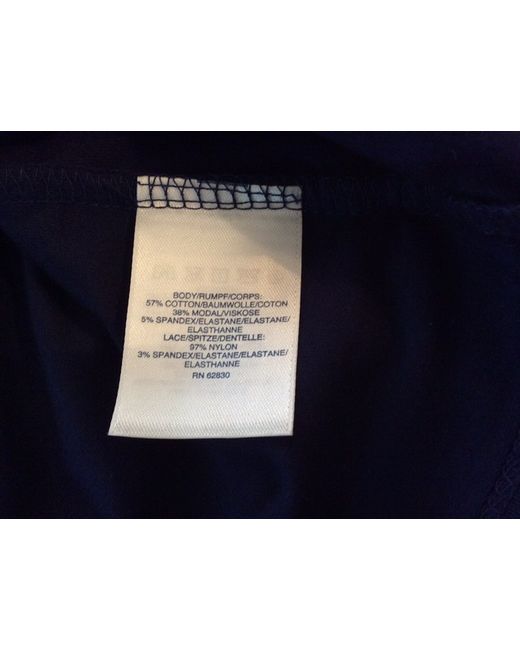 BODY/RUMPF/CORPS:
57% COTTON/BAUMWOLLE/COTON
38% MODAL/VISKOSE
5% SPANDEX/ELASTANE/ELASTANE/
ELASTHANNE
LACE/SPITZE/DENTELLE:
97% NYLON
3% SPANDEX/ELASTANE/ELASTANE/
ELASTHANNE
RN 62830